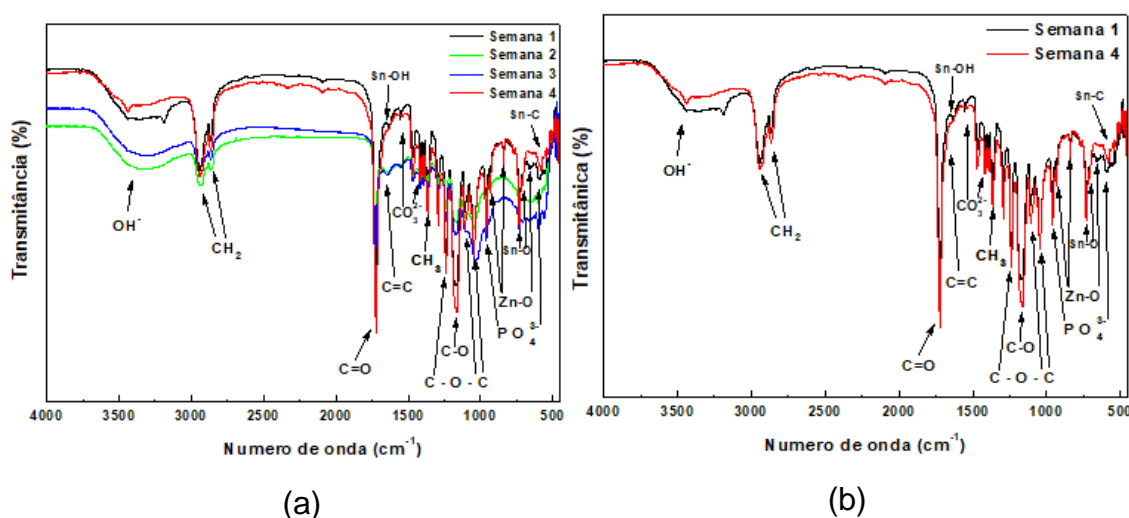 Semana 1
Semana 2
Semana 3
Semana 4
Sn-OH
Sn-C
OH⁻
CH₂
CO₃²⁻
CH₃
Sn-O
C=C
Zn-O
PO₄³⁻
C-O
C=O
C - O - C
Transmitânica (%)
4000 3500 3000 2500 2000 1500 1000 500
Numero de onda (cm⁻¹)
(a)
Semana 1
Semana 4
Sn-OH
Sn-C
OH⁻
CH₂
CO₃²⁻
CH₃
Sn-O
C=C
Zn-O
PO₄³⁻
C-O
C=O
C - O - C
Transmitância (%)
4000 3500 3000 2500 2000 1500 1000 500
Numero de onda (cm⁻¹)
(b)